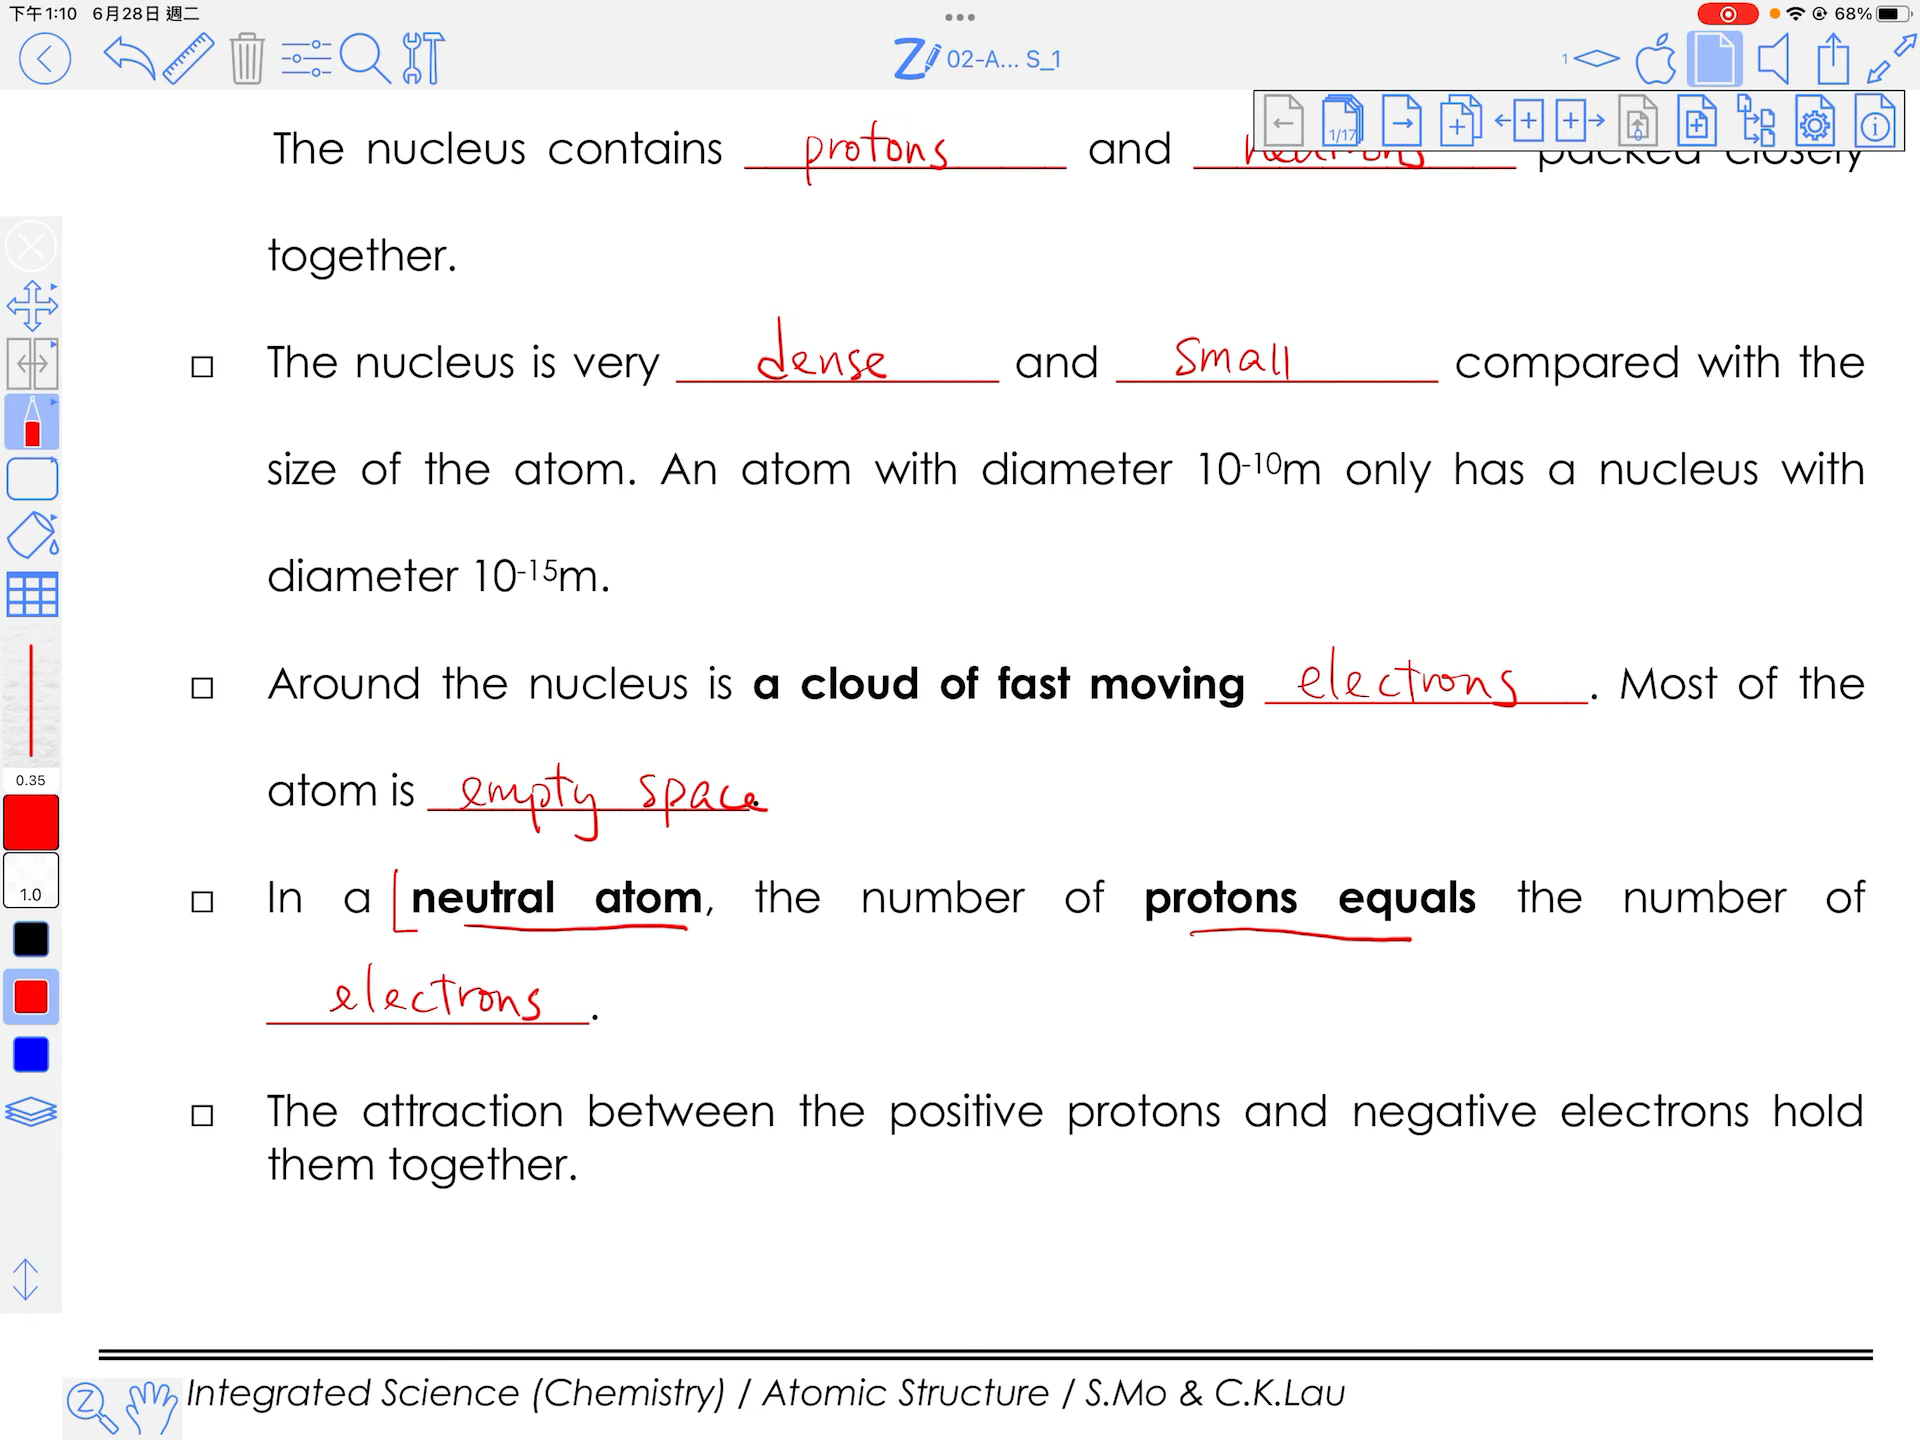 下午1:10 6月28日 週二
68%
02-A... S_1
1
1/17
0
The nucleus contains protons and neutrons packed closely
together.
□ The nucleus is very dense and small compared with the
size of the atom. An atom with diameter 10-10m only has a nucleus with
diameter 10-15m.
□ Around the nucleus is a cloud of fast moving electrons. Most of the
atom is empty space.
□ In a neutral atom, the number of protons equals the number of
electrons.
□ The attraction between the positive protons and negative electrons hold
them together.
0.35
1.0
Integrated Science (Chemistry) / Atomic Structure / S.Mo & C.K.Lau